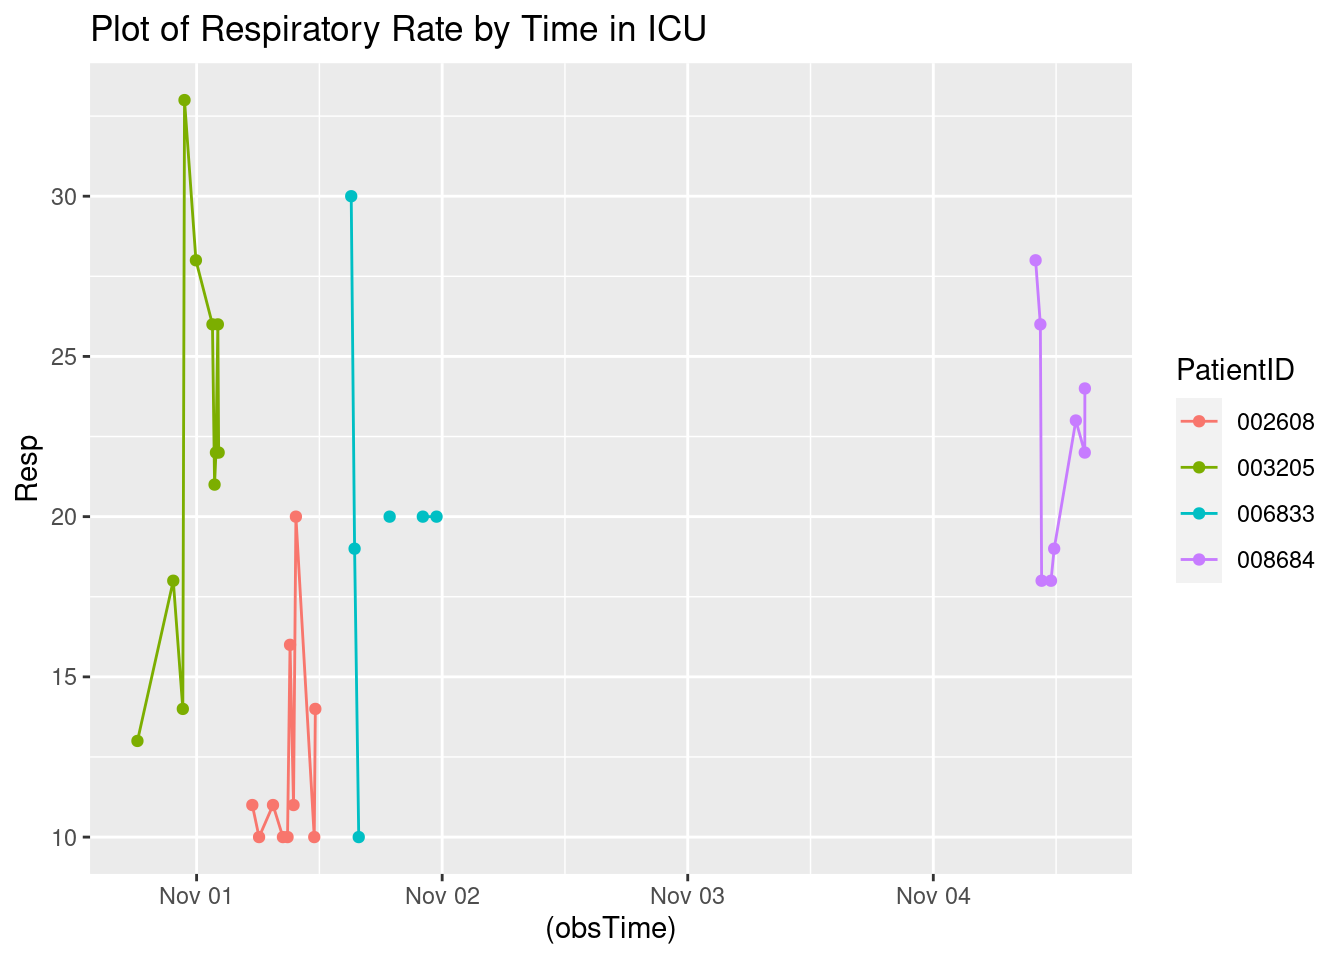 Plot of Respiratory Rate by Time in ICU
Resp
30
25
20
15
10
Nov 01 Nov 02 Nov 03 Nov 04
(obsTime)
PatientID
002608
003205
006833
008684